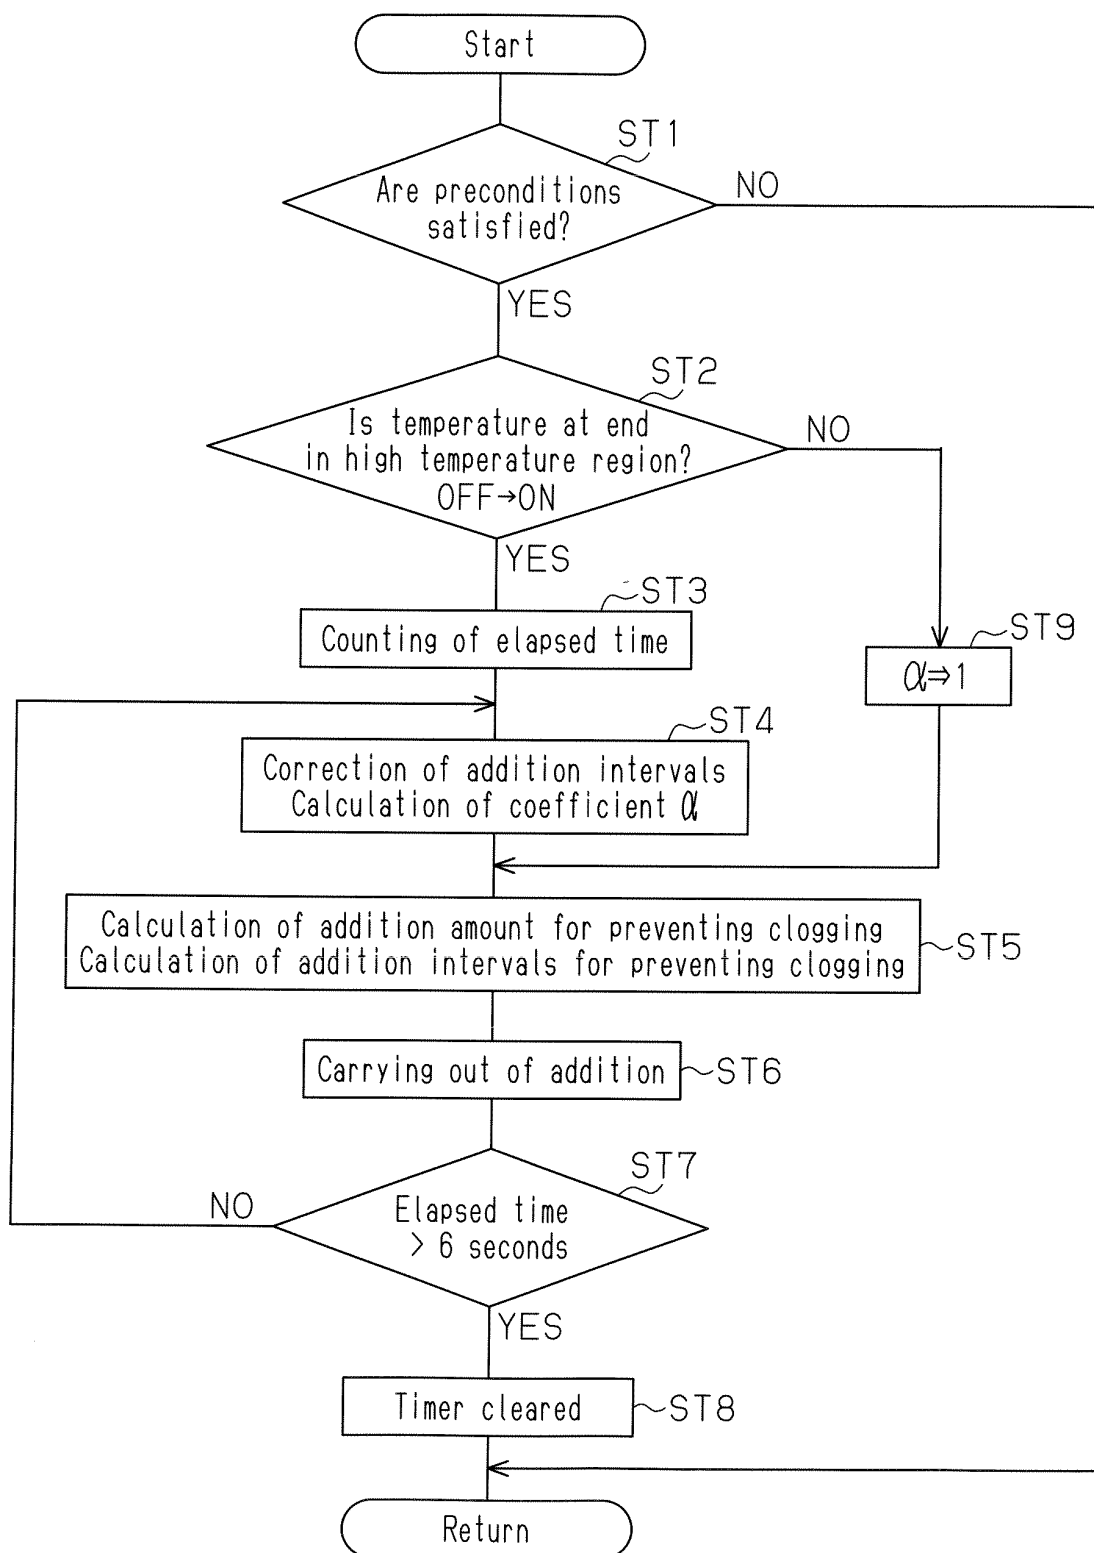 Start
ST1
Are preconditions
satisfied?
NO
YES
ST2
Is temperature at end
in high temperature region?
OFF→ON
NO
YES
ST3
Counting of elapsed time
ST9
α⇒1
ST4
Correction of addition intervals
Calculation of coefficient α
Calculation of addition amount for preventing clogging
Calculation of addition intervals for preventing clogging
ST5
Carrying out of addition
ST6
ST7
NO
Elapsed time
> 6 seconds
YES
Timer cleared
ST8
Return